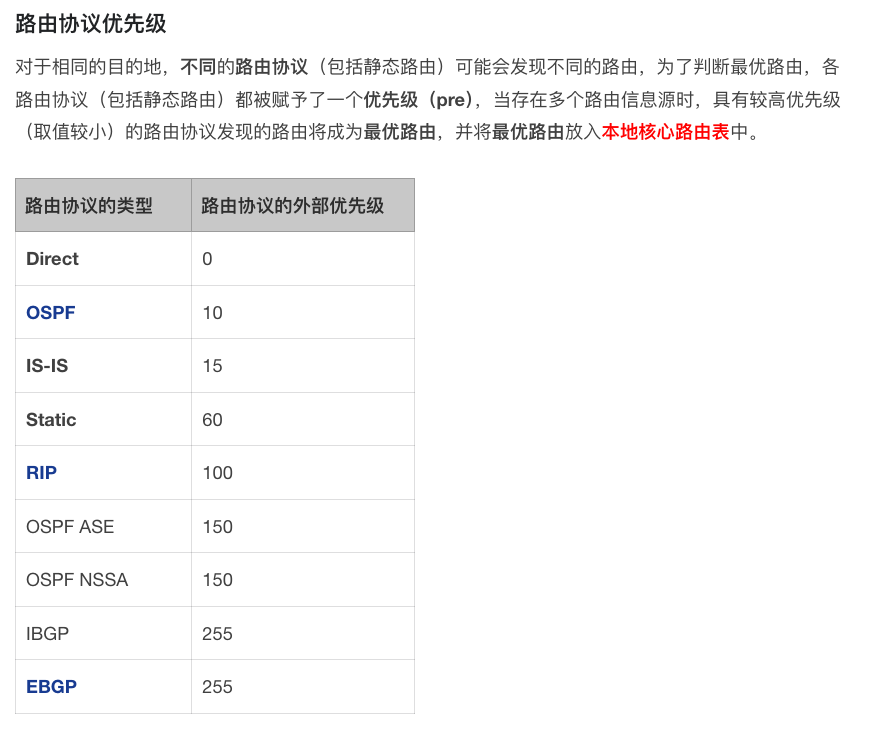 路由协议优先级
对于相同的目的地，不同的路由协议（包括静态路由）可能会发现不同的路由，为了判断最优路由，各
路由协议（包括静态路由）都被赋予了一个优先级（pre），当存在多个路由信息源时，具有较高优先级
（取值较小）的路由协议发现的路由将成为最优路由，并将最优路由放入本地核心路由表中。
路由协议的类型 路由协议的外部优先级
Direct 0
OSPF 10
IS-IS 15
Static 60
RIP 100
OSPF ASE 150
OSPF NSSA 150
IBGP 255
EBGP 255